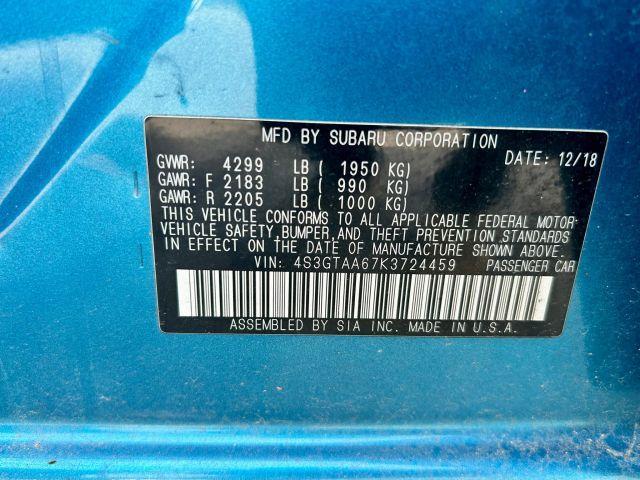 MFD BY SUBARU CORPORATION
DATE: 12/18
GVWR: 4299 LB ( 1950 KG)
GAWR: F 2183 LB ( 990 KG)
GAWR: R 2205 LB ( 1000 KG)
THIS VEHICLE CONFORMS TO ALL APPLICABLE FEDERAL MOTOR
VEHICLE SAFETY, BUMPER, AND THEFT PREVENTION STANDARDS
IN EFFECT ON THE DATE OF MANUFACTURE SHOWN ABOVE.
VIN: 4S3GTAA67K3724459 PASSENGER CAR
ASSEMBLED BY SIA INC. MADE IN U.S.A.